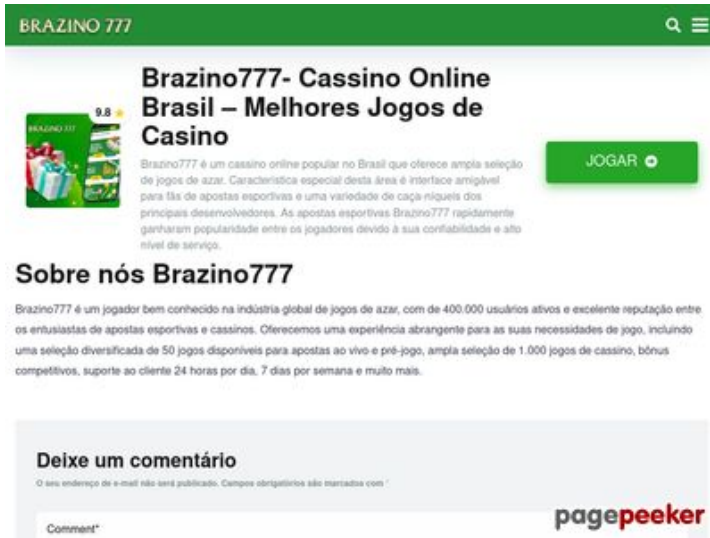 BRAZINO 777
BRAZINO 777
9.8
Brazino777- Cassino Online
Brasil – Melhores Jogos de
Casino
Brazino777 é um cassino online popular no Brasil que oferece ampla seleção
de jogos de azar. Característica especial desta área é interface amigável
para fãs de apostas esportivas e uma variedade de caça-níqueis dos
principais desenvolvedores. As apostas esportivas Brazino777 rapidamente
ganharam popularidade entre os jogadores devido à sua confiabilidade e alto
nível de serviço.
JOGAR
Sobre nós Brazino777
Brazino777 é um jogador bem conhecido na indústria global de jogos de azar, com de 400.000 usuários ativos e excelente reputação entre
os entusiastas de apostas esportivas e cassinos. Oferecemos uma experiência abrangente para as suas necessidades de jogo, incluindo
uma seleção diversificada de 50 jogos disponíveis para apostas ao vivo e pré-jogo, ampla seleção de 1.000 jogos de cassino, bônus
competitivos, suporte ao cliente 24 horas por dia, 7 dias por semana e muito mais.
Deixe um comentário
O seu endereço de e-mail não será publicado. Campos obrigatórios são marcados com *
Comment*
pagepeeker